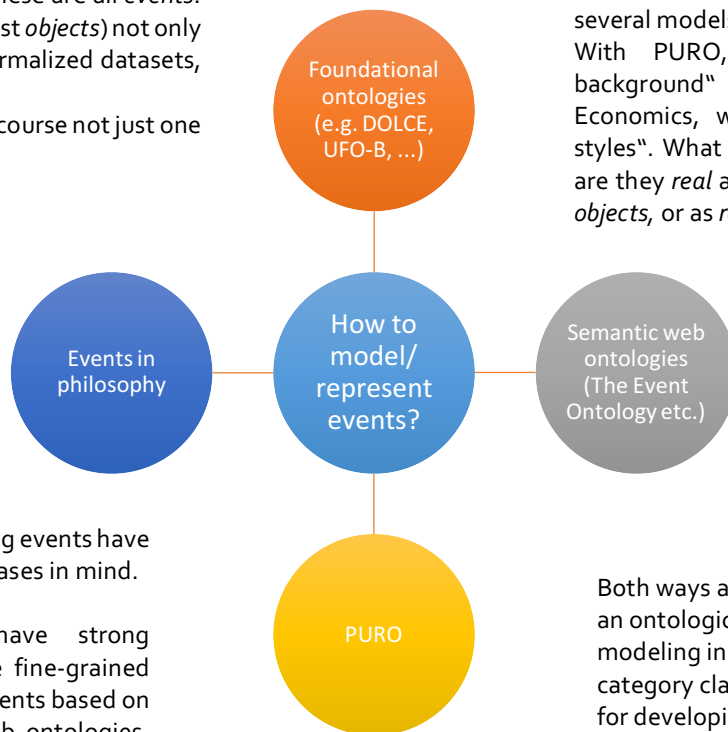 these are all events.
st objects) not only
rmalized datasets,
course not just one
several model
With PURO,
background“
Economics, w
styles“. What
are they real a
objects, or as r
Foundational
ontologies
(e.g. DOLCE,
UFO-B, ...)
Events in
philosophy
How to
model/
represent
events?
Semantic web
ontologies
(The Event
Ontology etc.)
PURO
g events have
ases in mind.
have strong
e fine-grained
ents based on
b ontologies,
Both ways a
an ontologic
modeling in
category cla
for developi